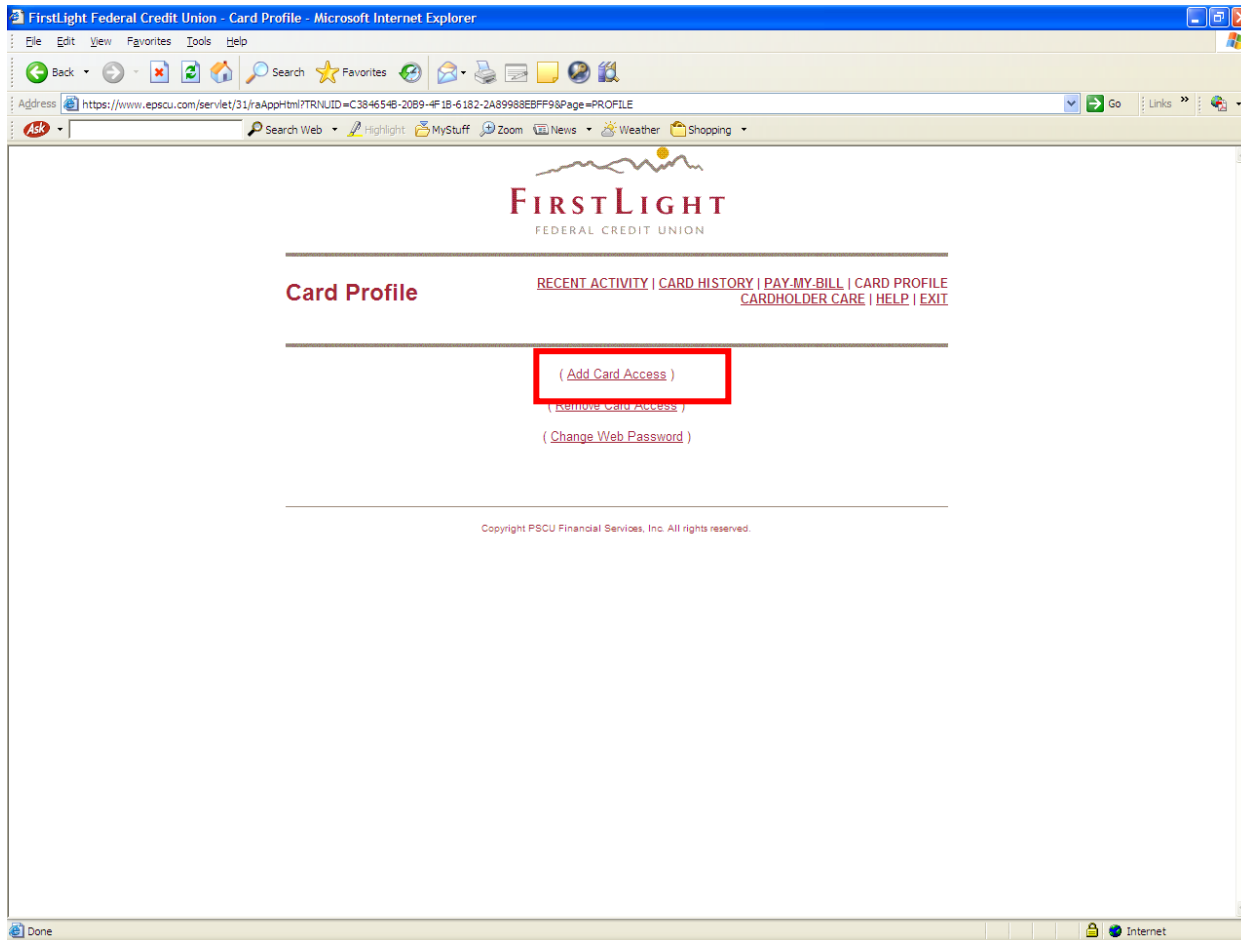 FirstLight Federal Credit Union - Card Profile - Microsoft Internet Explorer
File Edit View Favorites Tools Help
Back Search Favorites
Address https://www.epscu.com/servlet/31/raAppHtml?TRNUID=C384654B-20B9-4F1B-6182-2A89988EBFF9&Page=PROFILE Go Links »
Ask Search Web Highlight MyStuff Zoom News Weather Shopping
FIRSTLIGHT
FEDERAL CREDIT UNION
Card Profile
RECENT ACTIVITY | CARD HISTORY | PAY-MY-BILL | CARD PROFILE
CARDHOLDER CARE | HELP | EXIT
( Add Card Access )
( Remove Card Access )
( Change Web Password )
Copyright PSCU Financial Services, Inc. All rights reserved.
Done Internet